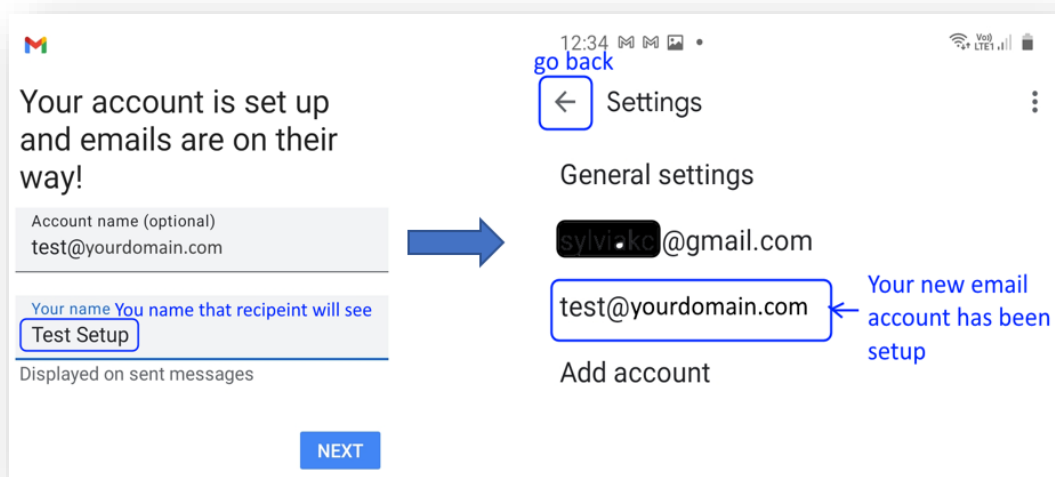 Your account is set up
and emails are on their
way!
Account name (optional)
test@yourdomain.com
Your name You name that recipeint will see
Test Setup
Displayed on sent messages
NEXT
12:34
VoD
LTE1
go back
Settings
General settings
@gmail.com
test@yourdomain.com
Your new email
account has been
setup
Add account